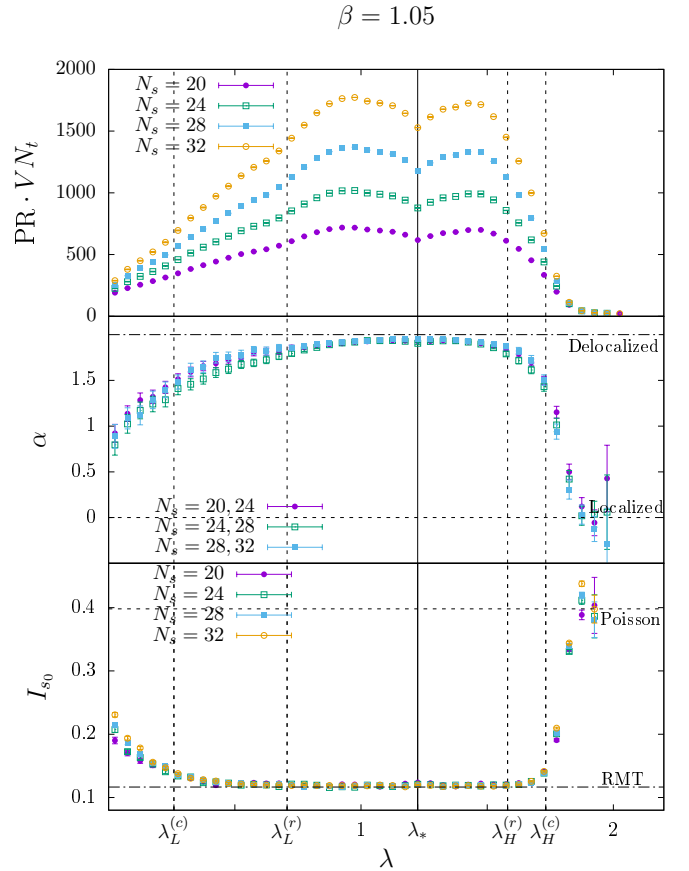 β = 1.05
PR · VN_t
2000
1500
1000
500
0
N_s = 20
N_s = 24
N_s = 28
N_s = 32
α
1.5
1
0.5
0
Delocalized
Localized
N_s = 20, 24
N_s = 24, 28
N_s = 28, 32
I_{s_0}
0.4
0.3
0.2
0.1
N_s = 20
N_s = 24
N_s = 28
N_s = 32
Poisson
RMT
λ_L^{(c)} λ_L^{(r)} 1 λ_* λ_H^{(r)} λ_H^{(c)} 2
λ